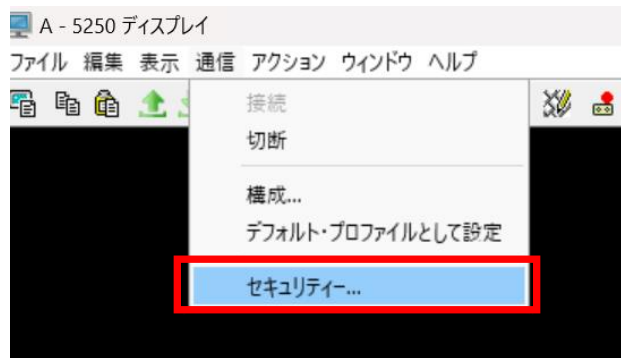 A - 5250 ディスプレイ
ファイル 編集 表示 通信 アクション ウィンドウ ヘルプ
接続
切断
構成...
デフォルト・プロファイルとして設定
セキュリティー...